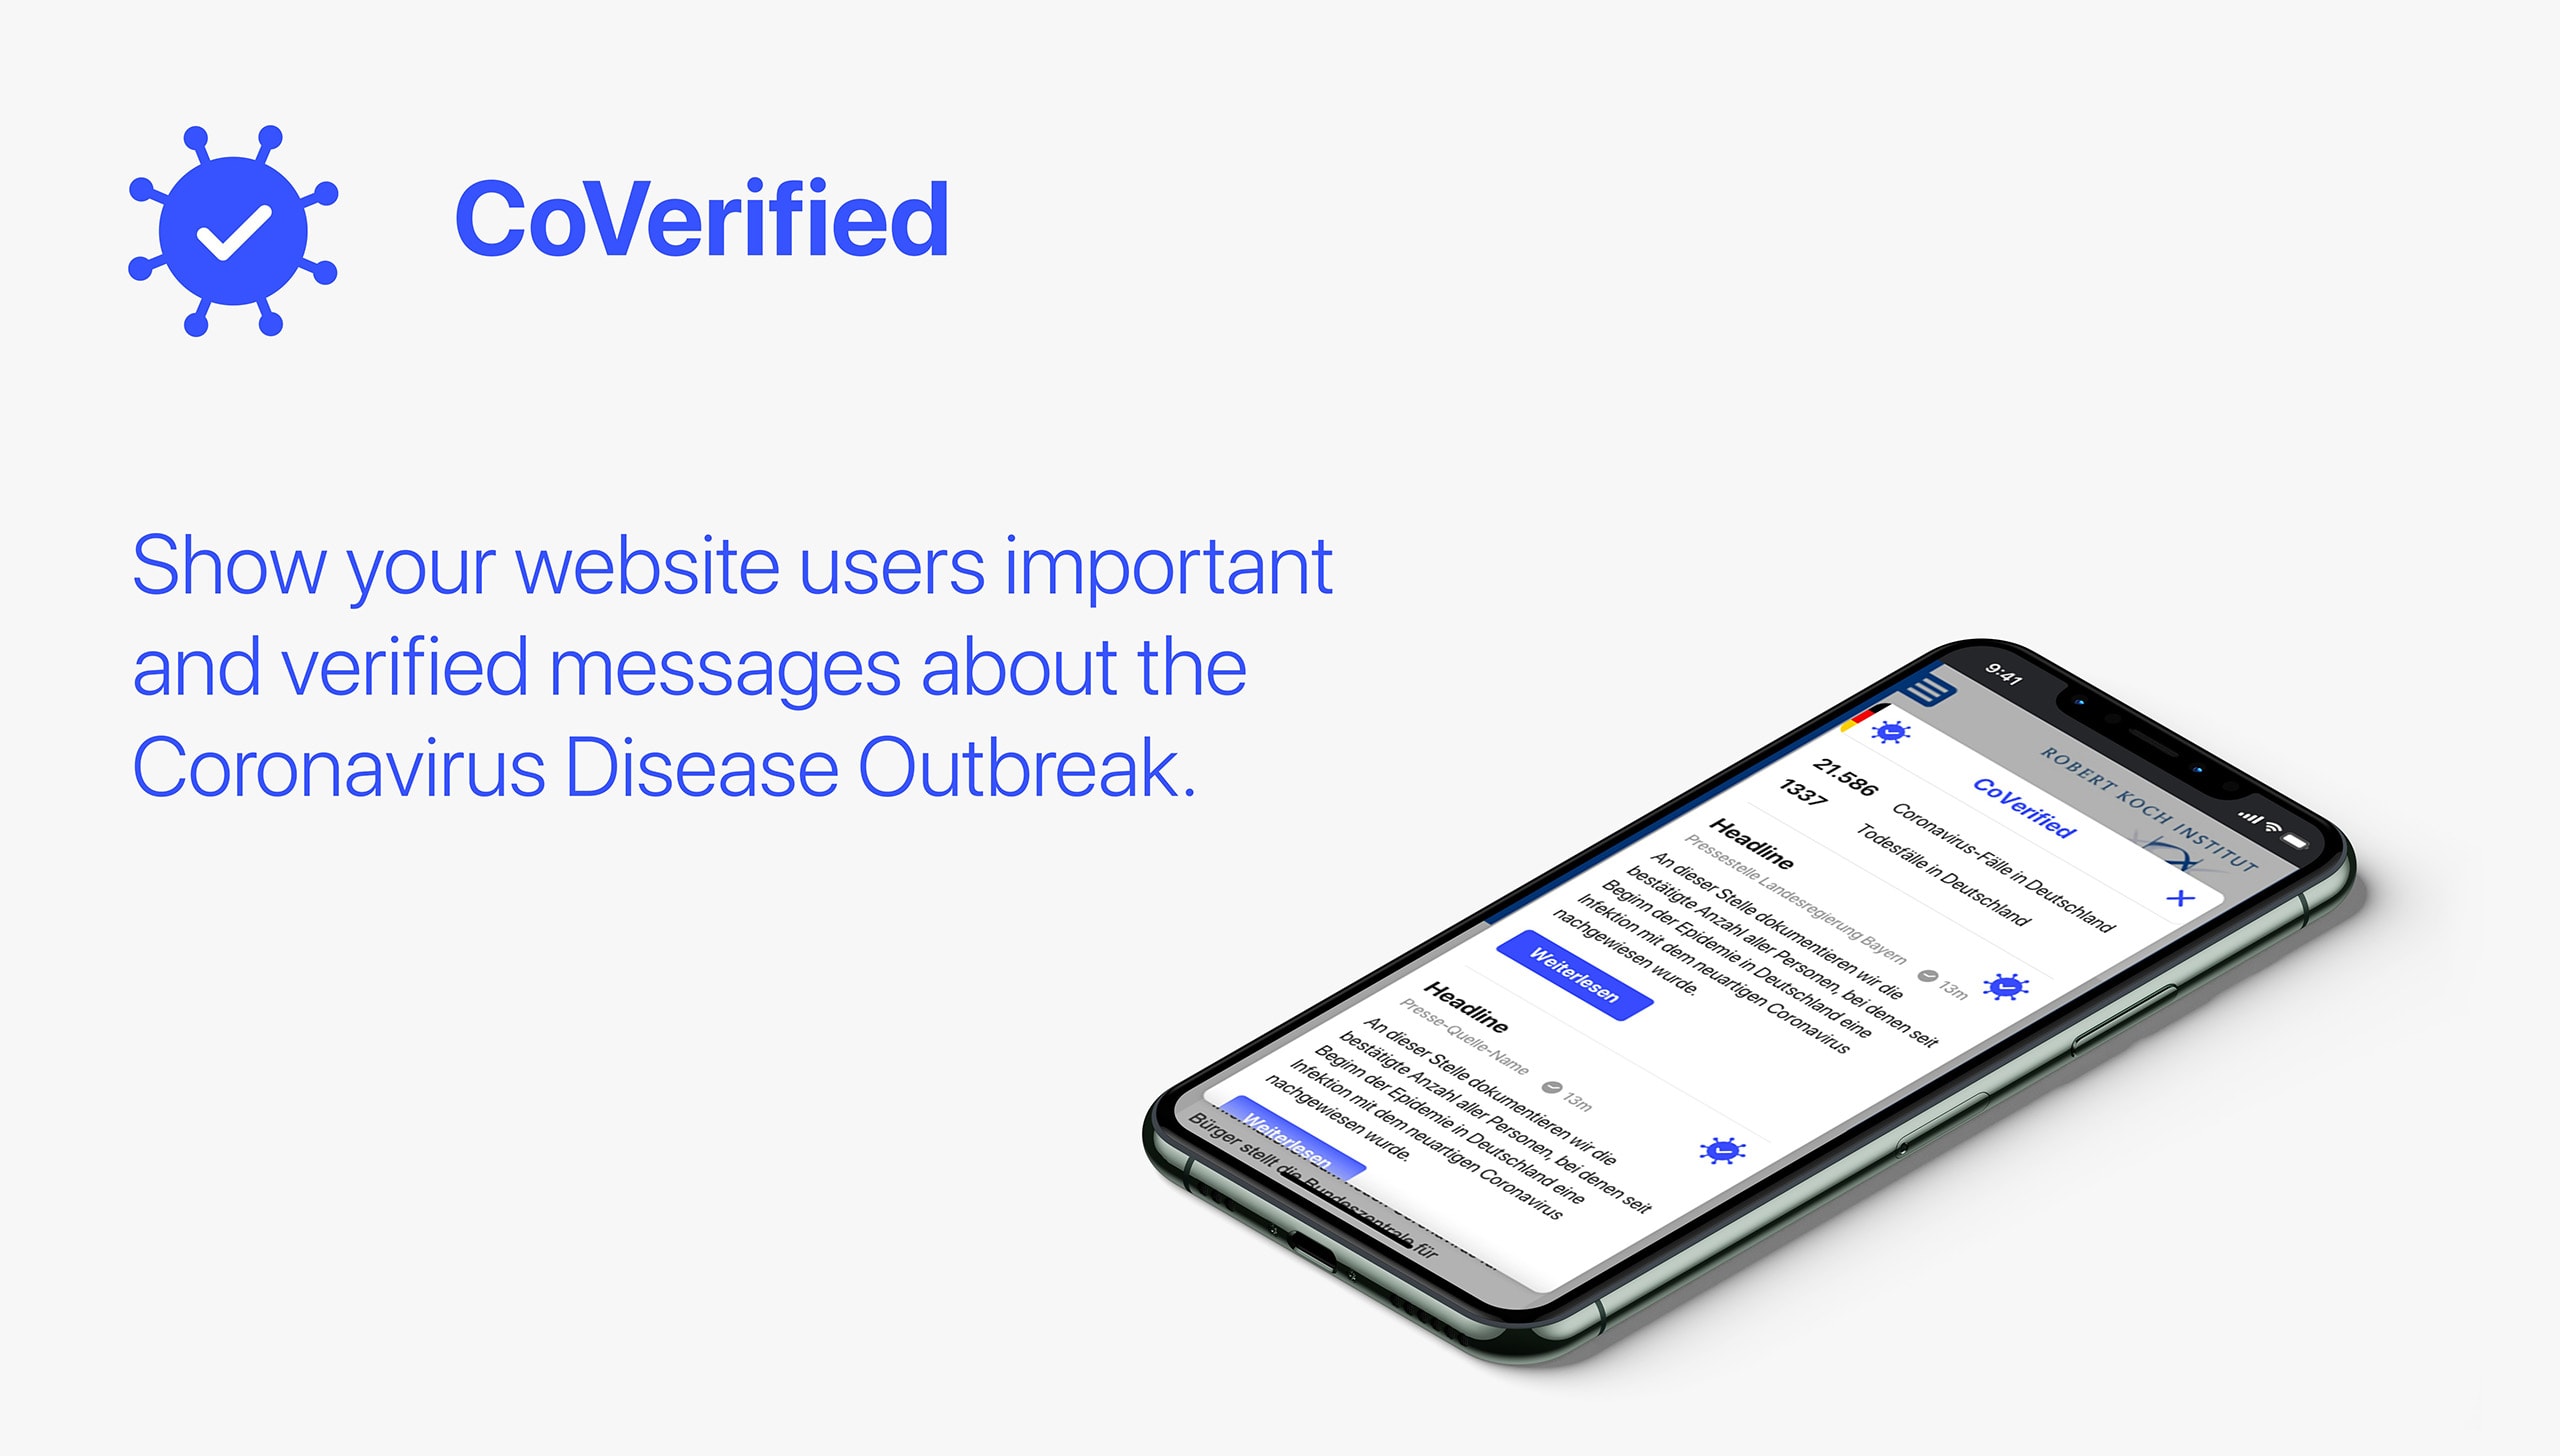 CoVerified
Show your website users important
and verified messages about the
Coronavirus Disease Outbreak.
9:41
ROBERT KOCH INSTITUT
CoVerified
21.586 Coronavirus-Fälle in Deutschland
1337 Todesfälle in Deutschland
Headline
Pressestelle Landesregierung Bayern 13m
An dieser Stelle dokumentieren wir die
bestätigte Anzahl aller Personen, bei denen seit
Beginn der Epidemie in Deutschland eine
Infektion mit dem neuartigen Coronavirus
nachgewiesen wurde.
Weiterlesen
Headline
Presse-Quelle-Name 13m
An dieser Stelle dokumentieren wir die
bestätigte Anzahl aller Personen, bei denen seit
Beginn der Epidemie in Deutschland eine
Infektion mit dem neuartigen Coronavirus
nachgewiesen wurde.
Weiterlesen
Bürger stellt die Bundeszentrale für